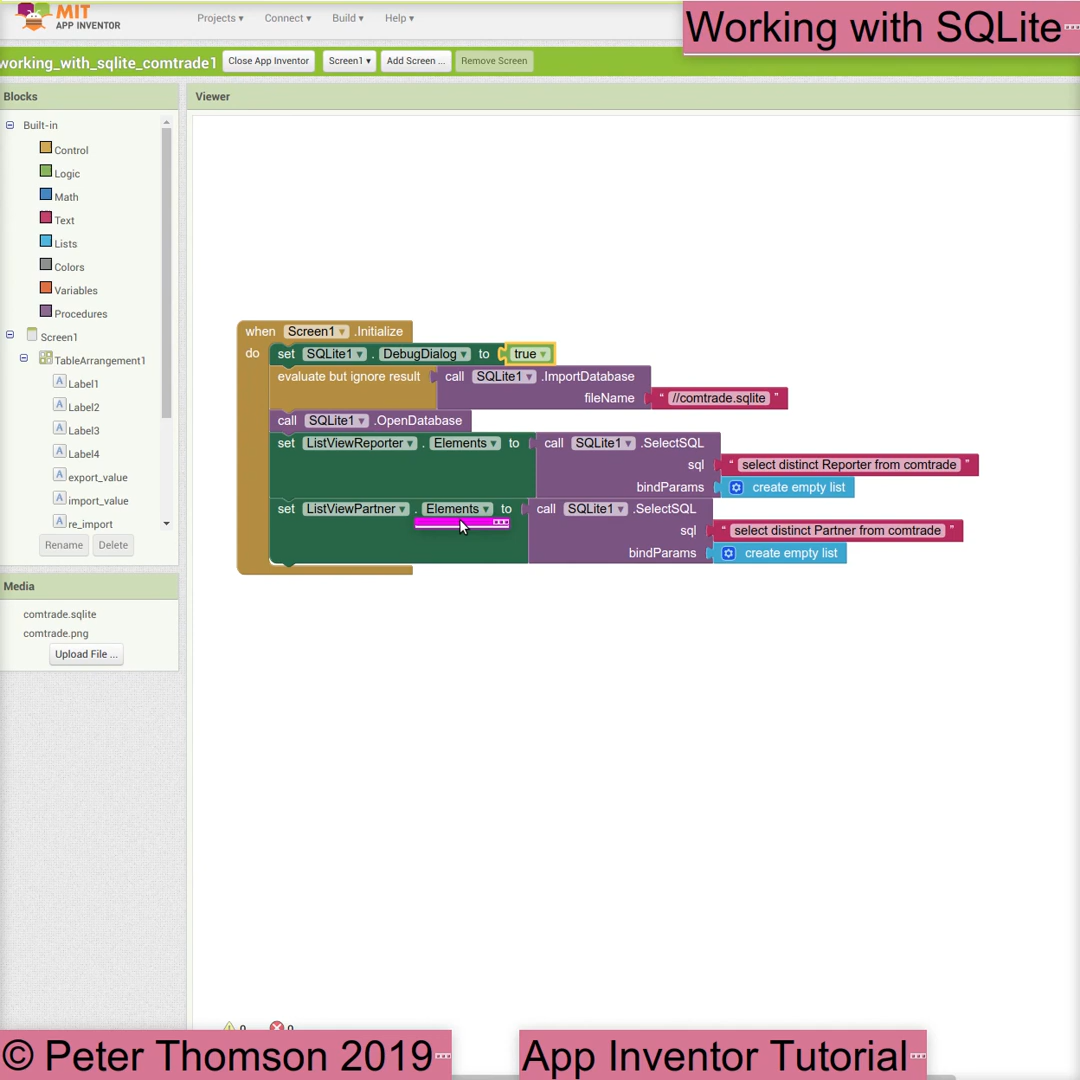 MIT
APP INVENTOR
Projects Connect Build Help
Working with SQLite
working_with_sqlite_comtrade1 Close App Inventor Screen1 Add Screen ... Remove Screen
Blocks
Viewer
Built-in
Control
Logic
Math
Text
Lists
Colors
Variables
Procedures
Screen1
TableArrangement1
Label1
Label2
Label3
Label4
export_value
import_value
re_import
Rename Delete
Media
comtrade.sqlite
comtrade.png
Upload File ...
when Screen1 .Initialize
do set SQLite1 . DebugDialog to true
evaluate but ignore result call SQLite1 .ImportDatabase
fileName “ //comtrade.sqlite ”
call SQLite1 .OpenDatabase
set ListViewReporter . Elements to call SQLite1 .SelectSQL
sql “ select distinct Reporter from comtrade ”
bindParams create empty list
set ListViewPartner . Elements to call SQLite1 .SelectSQL
sql “ select distinct Partner from comtrade ”
bindParams create empty list
© Peter Thomson 2019
App Inventor Tutorial